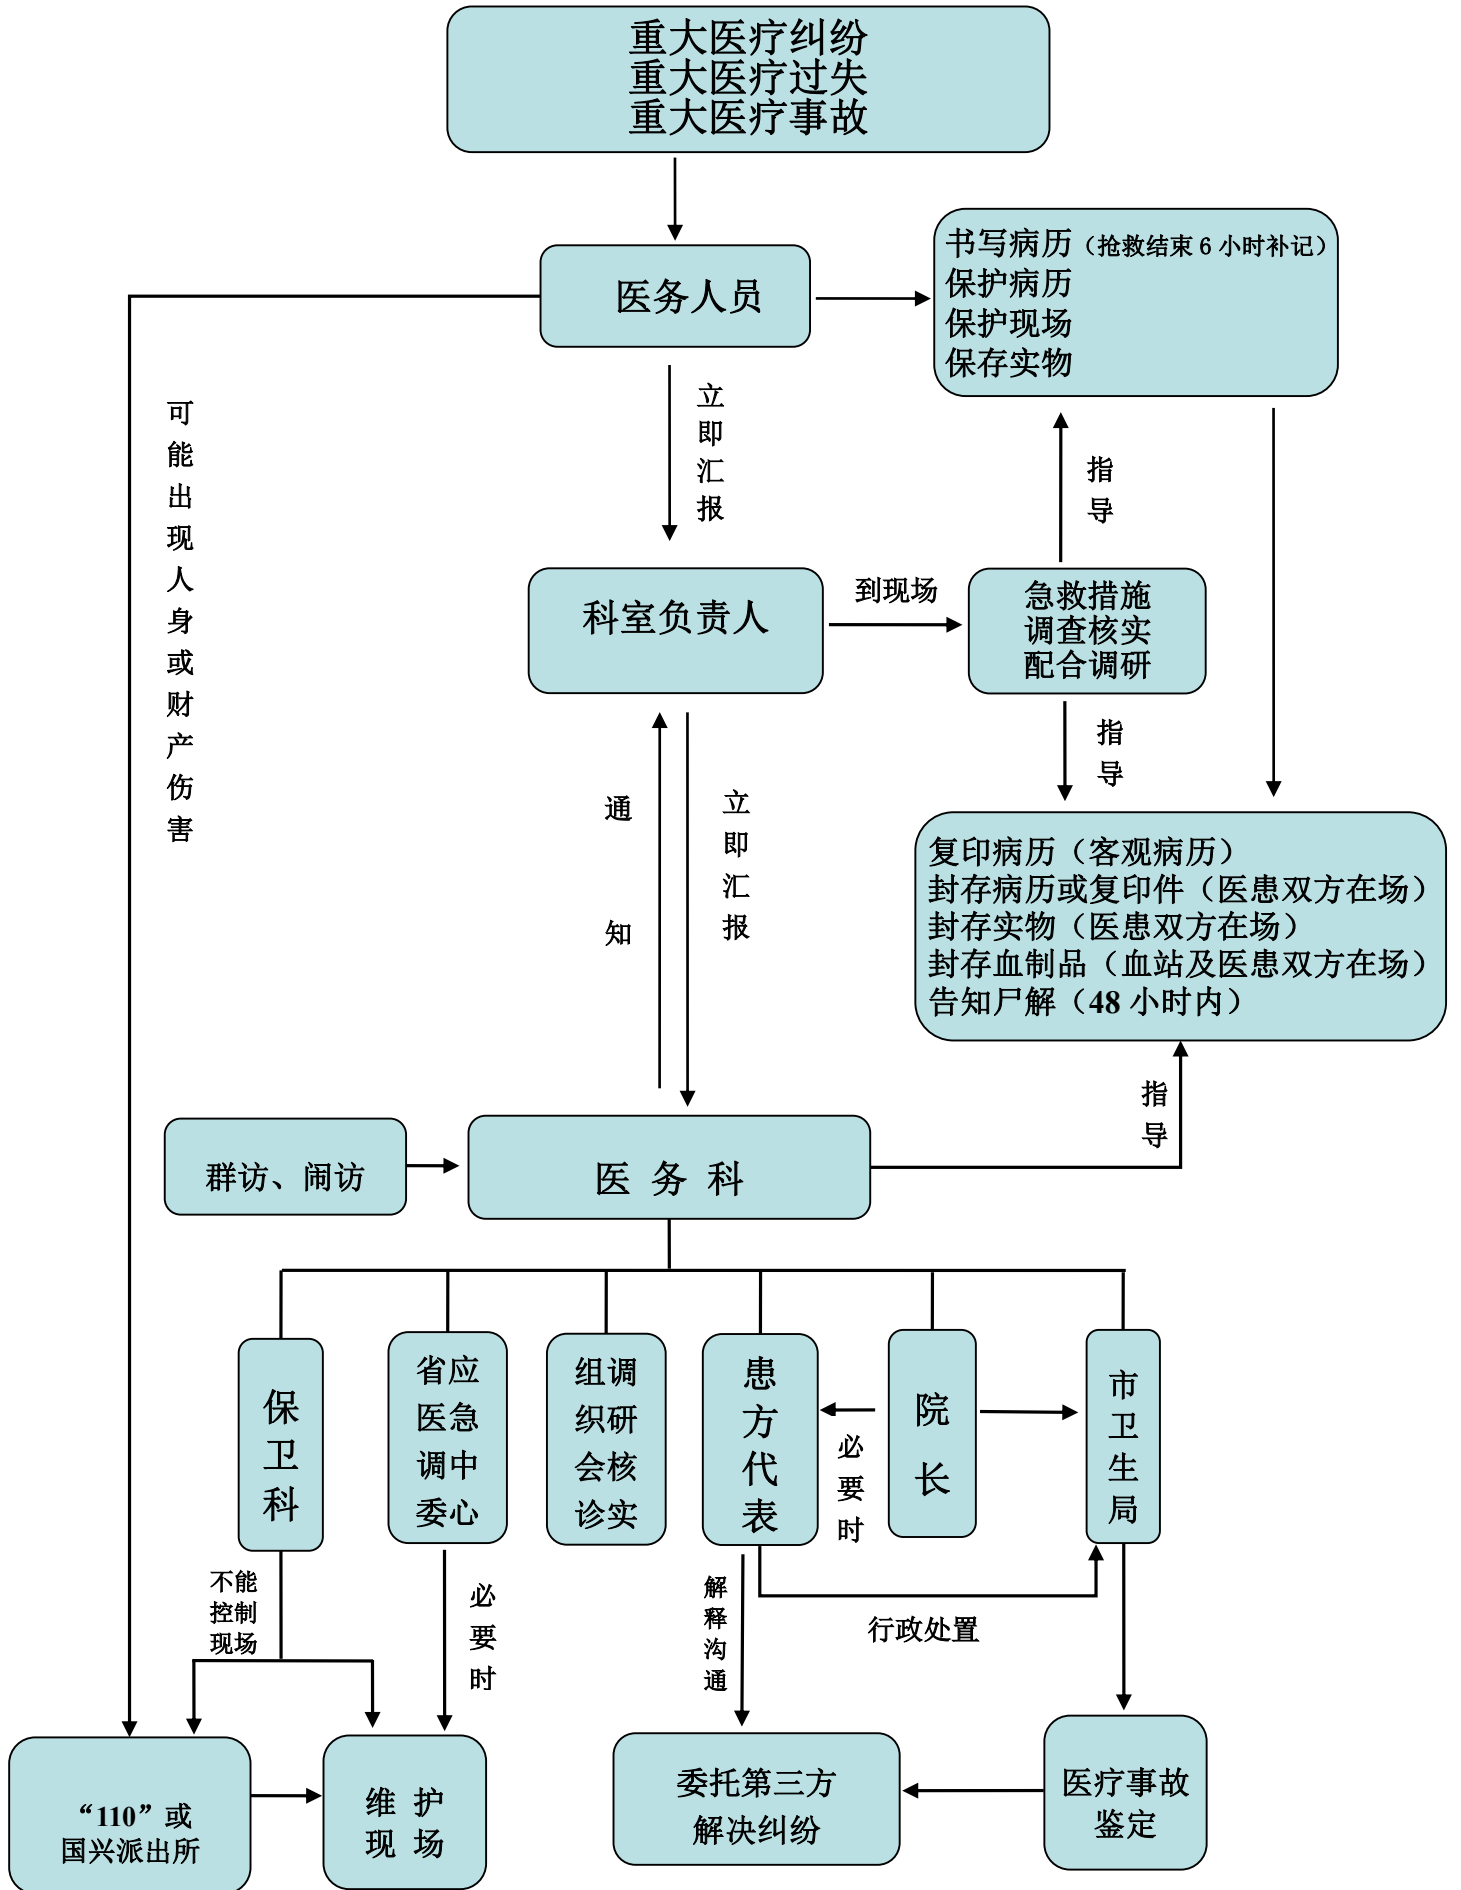 重大医疗纠纷
重大医疗过失
重大医疗事故
医务人员
书写病历（抢救结束 6 小时补记）
保护病历
保护现场
保存实物
可能出现人身或财产伤害
立即汇报
指导
科室负责人
到现场
急救措施
调查核实
配合调研
指导
通知
立即汇报
复印病历（客观病历）
封存病历或复印件（医患双方在场）
封存实物（医患双方在场）
封存血制品（血站及医患双方在场）
告知尸解（48 小时内）
指导
群访、闹访
医 务 科
保卫科
省应
医急
调中
委心
组调
织研
会核
诊实
患方代表
必要时
院长
市卫生局
不能
控制
现场
必要时
解释沟通
行政处置
“110”或
国兴派出所
维 护
现 场
委托第三方
解决纠纷
医疗事故
鉴定